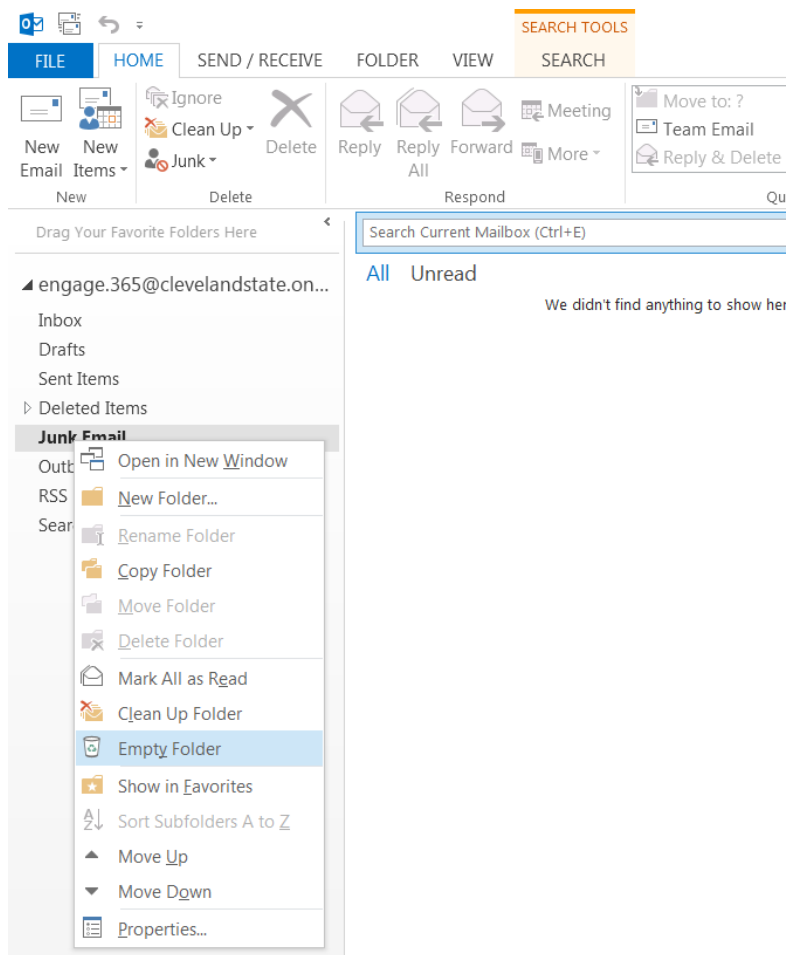 SEARCH TOOLS
FILE HOME SEND / RECEIVE FOLDER VIEW SEARCH
Ignore
Clean Up
Junk
New Email
New Items
Delete
Reply
Reply All
Forward
Meeting
More
Move to: ?
Team Email
Reply & Delete
New Delete Respond Qu
Drag Your Favorite Folders Here
Search Current Mailbox (Ctrl+E)
All Unread
We didn't find anything to show her
engage.365@clevelandstate.on...
Inbox
Drafts
Sent Items
Deleted Items
Junk Email
Outb
RSS
Sear
Open in New Window
New Folder...
Rename Folder
Copy Folder
Move Folder
Delete Folder
Mark All as Read
Clean Up Folder
Empty Folder
Show in Favorites
Sort Subfolders A to Z
Move Up
Move Down
Properties...